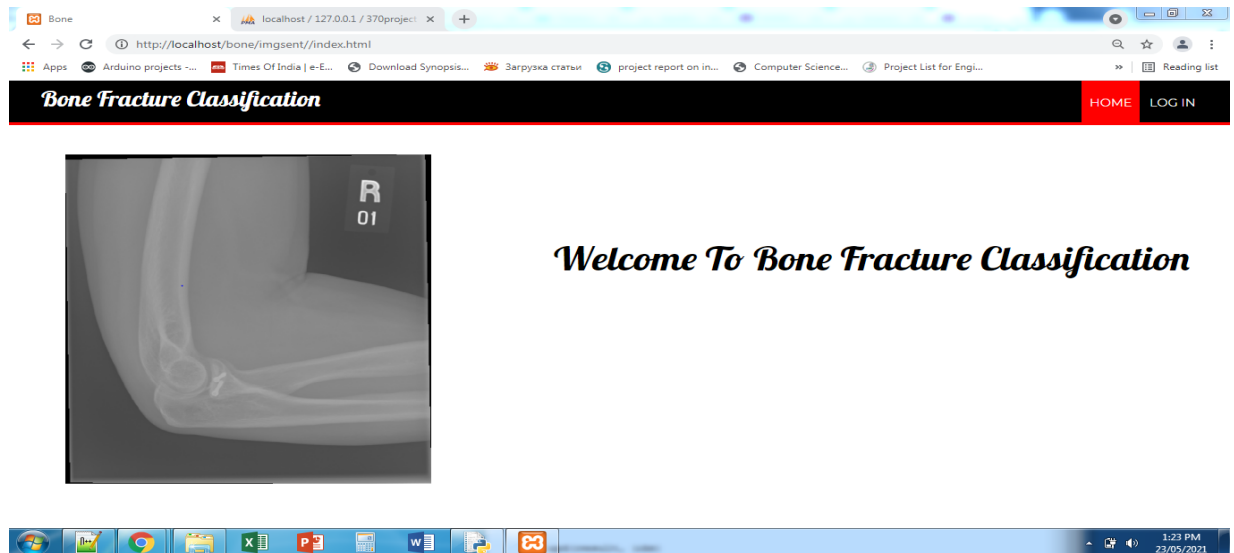 Bone
localhost / 127.0.0.1 / 370project
http://localhost/bone/imgsent//index.html
Apps Arduino projects -... Times Of India | e-E... Download Synopsis... Загрузка статьи project report on in... Computer Science... Project List for Engi... » Reading list
Bone Fracture Classification HOME LOG IN
R
01
Welcome To Bone Fracture Classification
1:23 PM
23/05/2021